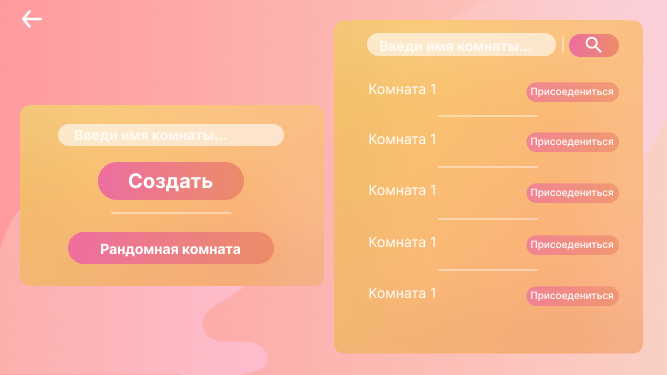 Введи имя комнаты...
Создать
Рандомная комната
Введи имя комнаты...
Комната 1 Присоедениться
Комната 1 Присоедениться
Комната 1 Присоедениться
Комната 1 Присоедениться
Комната 1 Присоедениться